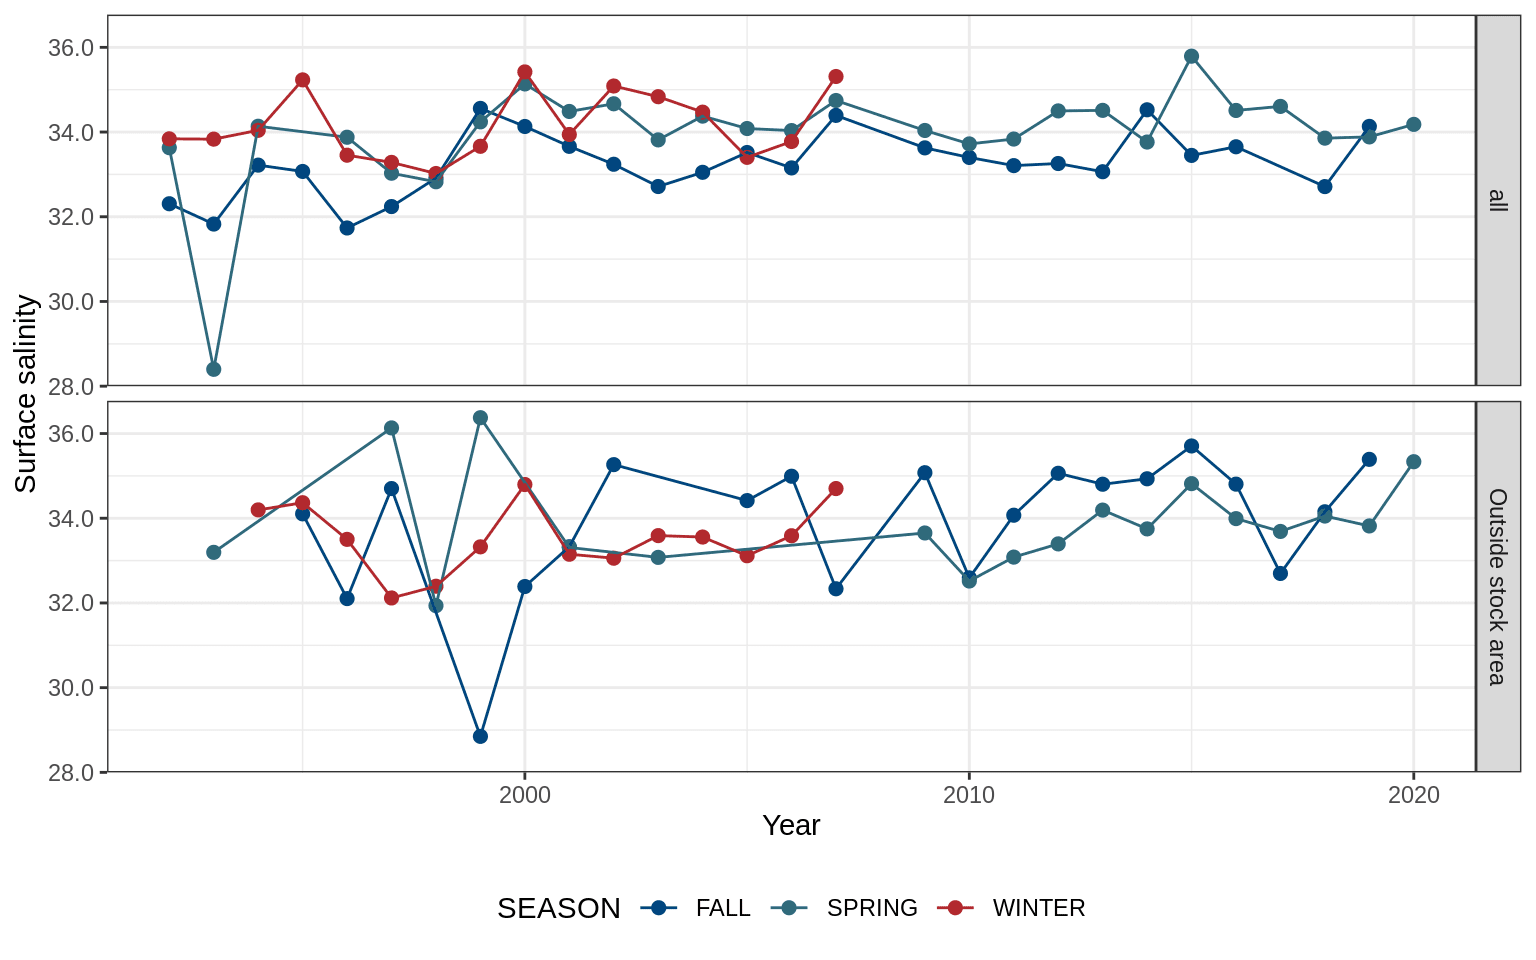 36.0
34.0
32.0
30.0
28.0
all
Surface salinity
36.0
34.0
32.0
30.0
28.0
Outside stock area
2000 2010 2020
Year
SEASON FALL SPRING WINTER